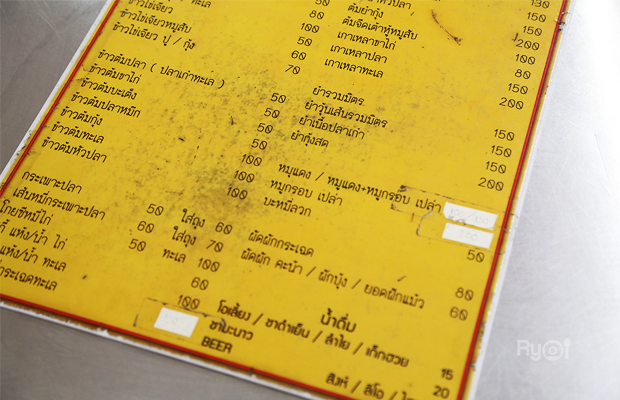 ข้าวไข่เจียวหมูสับ 50
ข้าวไข่เจียว ปู / กุ้ง 60
ข้าวต้มปลา ( ปลาเก๋าทะเล ) 70
ข้าวต้มขาไก่ 50
ข้าวต้มบะเต็ง 50
ข้าวต้มปลาหมึก 50
ข้าวต้มกุ้ง 50
ข้าวต้มทะเล 100
ข้าวต้มหัวปลา 100
100
กระเพาะปลา 50 ใส่ถุง 60
เส้นหมี่กระเพาะปลา 60 ใส่ถุง 70
โกยซีหมี่ไก่ 50 ทะเล 100
แห้ง/น้ำ ไก่ 60
แห้ง/น้ำ ทะเล 100
กระเฉดทะเล
130
ต้มยำกุ้ง 150
ต้มจืดเต้าหู้หมูสับ 200
เกาเหลาขาไก่ 100
เกาเหลาปลา 80
เกาเหลาทะเล 150
200
ยำรวมมิตร 150
ยำวุ้นเส้นรวมมิตร 150
ยำเนื้อปลาเก๋า 150
ยำกุ้งสด 200
หมูแดง / หมูแดง-หมูกรอบ เปล่า
หมูกรอบ เปล่า
บะหมี่ลวก 50
ผัดผักกระเฉด 80
ผัดผัก คะน้า / ผักบุ้ง / ยอดผักแม้ว 60
น้ำดื่ม
โอเลี้ยง / ชาดำเย็น / ลำไย / เก็กฮวย 15
ชามะนาว 20
BEER
สิงห์ / ลีโอ /
Ryoi